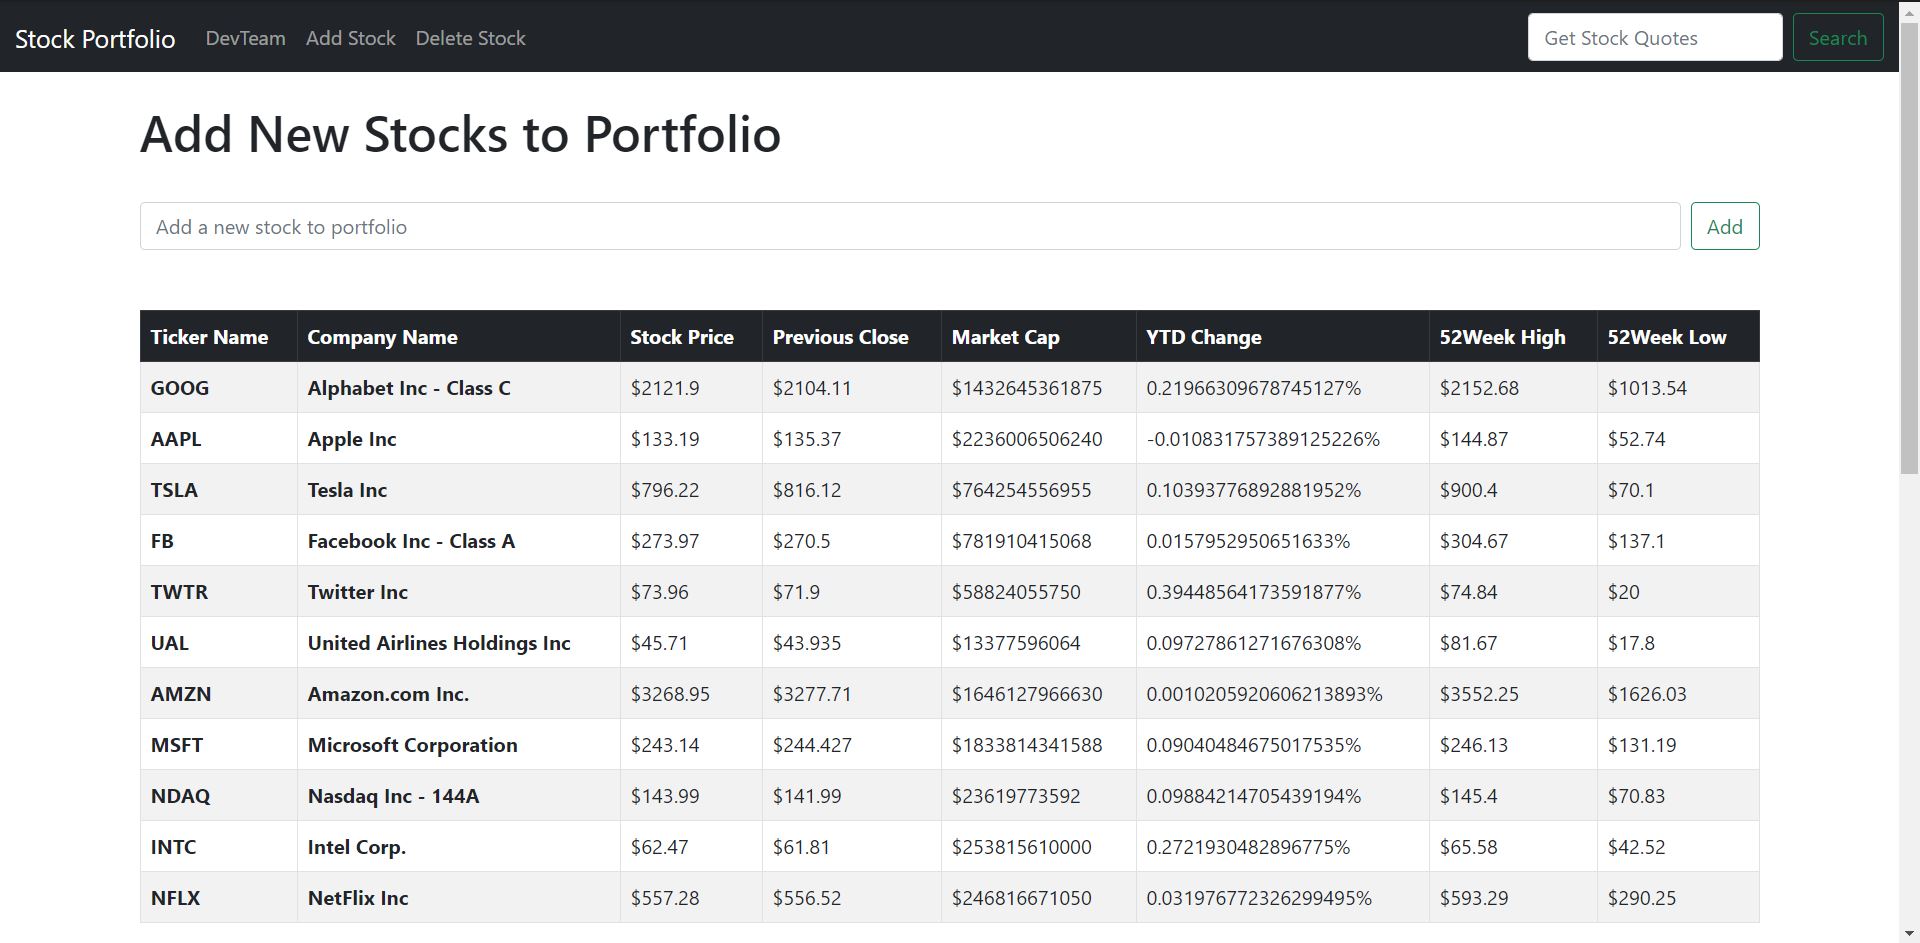 Stock Portfolio DevTeam Add Stock Delete Stock Get Stock Quotes Search
Add New Stocks to Portfolio
Add a new stock to portfolio Add
Ticker Name Company Name Stock Price Previous Close Market Cap YTD Change 52Week High 52Week Low
GOOG Alphabet Inc - Class C $2121.9 $2104.11 $1432645361875 0.21966309678745127% $2152.68 $1013.54
AAPL Apple Inc $133.19 $135.37 $2236006506240 -0.010831757389125226% $144.87 $52.74
TSLA Tesla Inc $796.22 $816.12 $764254556955 0.10393776892881952% $900.4 $70.1
FB Facebook Inc - Class A $273.97 $270.5 $781910415068 0.0157952950651633% $304.67 $137.1
TWTR Twitter Inc $73.96 $71.9 $58824055750 0.39448564173591877% $74.84 $20
UAL United Airlines Holdings Inc $45.71 $43.935 $13377596064 0.09727861271676308% $81.67 $17.8
AMZN Amazon.com Inc. $3268.95 $3277.71 $1646127966630 0.0010205920606213893% $3552.25 $1626.03
MSFT Microsoft Corporation $243.14 $244.427 $1833814341588 0.09040484675017535% $246.13 $131.19
NDAQ Nasdaq Inc - 144A $143.99 $141.99 $23619773592 0.09884214705439194% $145.4 $70.83
INTC Intel Corp. $62.47 $61.81 $253815610000 0.2721930482896775% $65.58 $42.52
NFLX NetFlix Inc $557.28 $556.52 $246816671050 0.031976772326299495% $593.29 $290.25